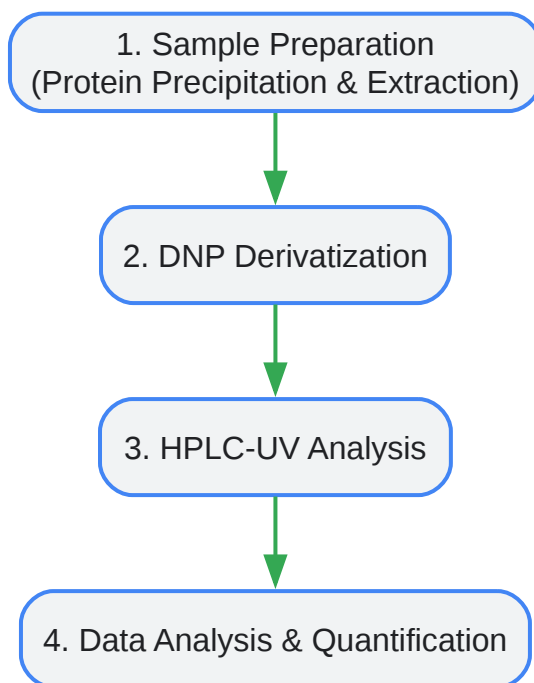 1. Sample Preparation
(Protein Precipitation & Extraction)
2. DNP Derivatization
3. HPLC-UV Analysis
4. Data Analysis & Quantification